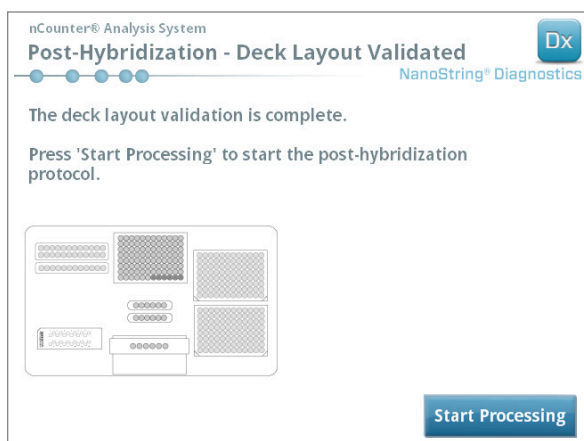 nCounter® Analysis System
Post-Hybridization - Deck Layout Validated
Dx
NanoString® Diagnostics
The deck layout validation is complete.
Press 'Start Processing' to start the post-hybridization
protocol.
Start Processing